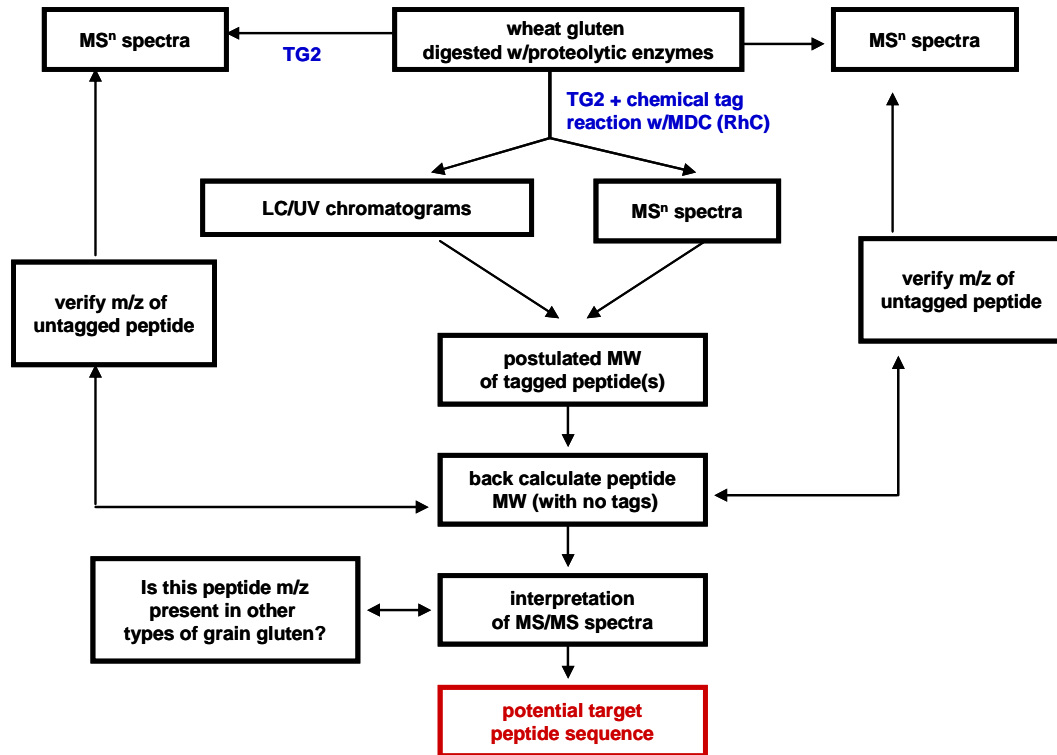 MSⁿ spectra
TG2
wheat gluten
digested w/proteolytic enzymes
MSⁿ spectra
TG2 + chemical tag
reaction w/MDC (RhC)
LC/UV chromatograms
MSⁿ spectra
verify m/z of
untagged peptide
verify m/z of
untagged peptide
postulated MW
of tagged peptide(s)
back calculate peptide
MW (with no tags)
Is this peptide m/z
present in other
types of grain gluten?
interpretation
of MS/MS spectra
potential target
peptide sequence